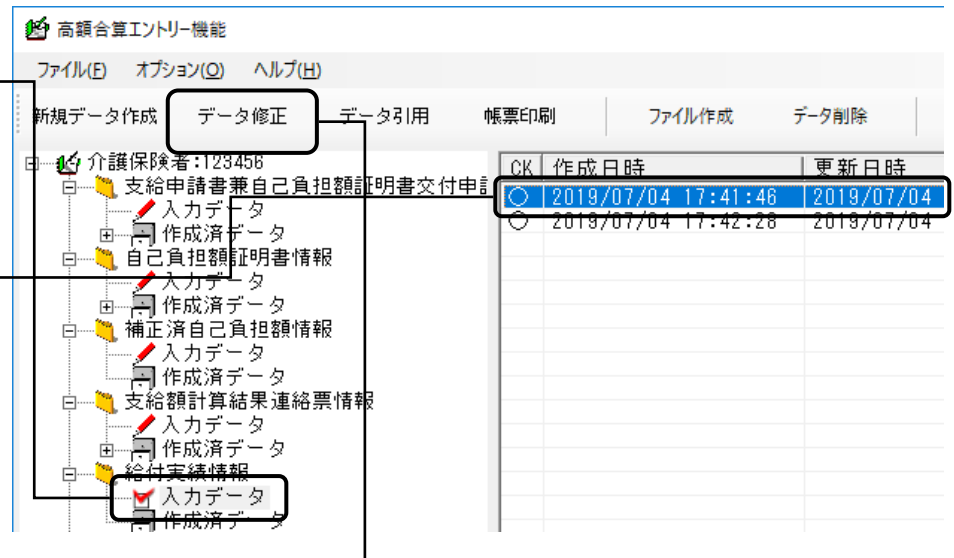 高額合算エントリー機能
ファイル(F) オプション(O) ヘルプ(H)
新規データ作成 データ修正 データ引用 帳票印刷 ファイル作成 データ削除
介護保険者:123456
支給申請書兼自己負担額証明書交付申
入力データ
作成済データ
自己負担額証明書情報
入力データ
作成済データ
補正済自己負担額情報
入力データ
作成済データ
支給額計算結果連絡票情報
入力データ
作成済データ
給付実績情報
入力データ
作成済データ
CK 作成日時 更新日時
○ 2019/07/04 17:41:46 2019/07/04
○ 2019/07/04 17:42:28 2019/07/04